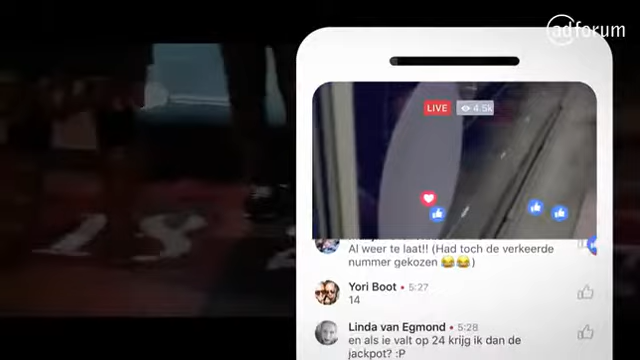 adforum
LIVE 4.5k
Al weer te laat!! (Had toch de verkeerde
nummer gekozen 😂😂)
Yori Boot • 5:27
14
Linda van Egmond • 5:28
en als ie valt op 24 krijg ik dan de
jackpot? :P